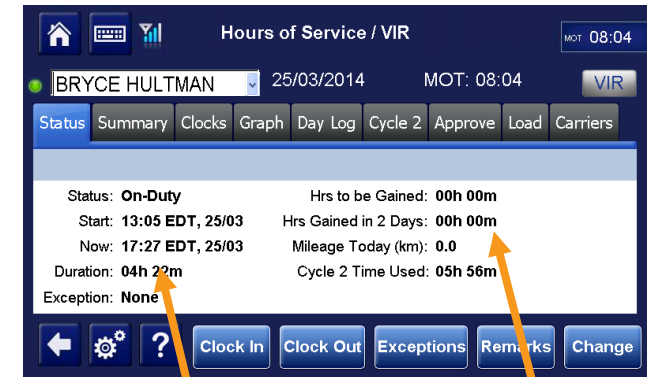 Hours of Service / VIR
MOT 08:04
BRYCE HULTMAN 25/03/2014 MOT: 08:04 VIR
Status Summary Clocks Graph Day Log Cycle 2 Approve Load Carriers
Status: On-Duty Hrs to be Gained: 00h 00m
Start: 13:05 EDT, 25/03 Hrs Gained in 2 Days: 00h 00m
Now: 17:27 EDT, 25/03 Mileage Today (km): 0.0
Duration: 04h 22m Cycle 2 Time Used: 05h 56m
Exception: None
? Clock In Clock Out Exceptions Remarks Change